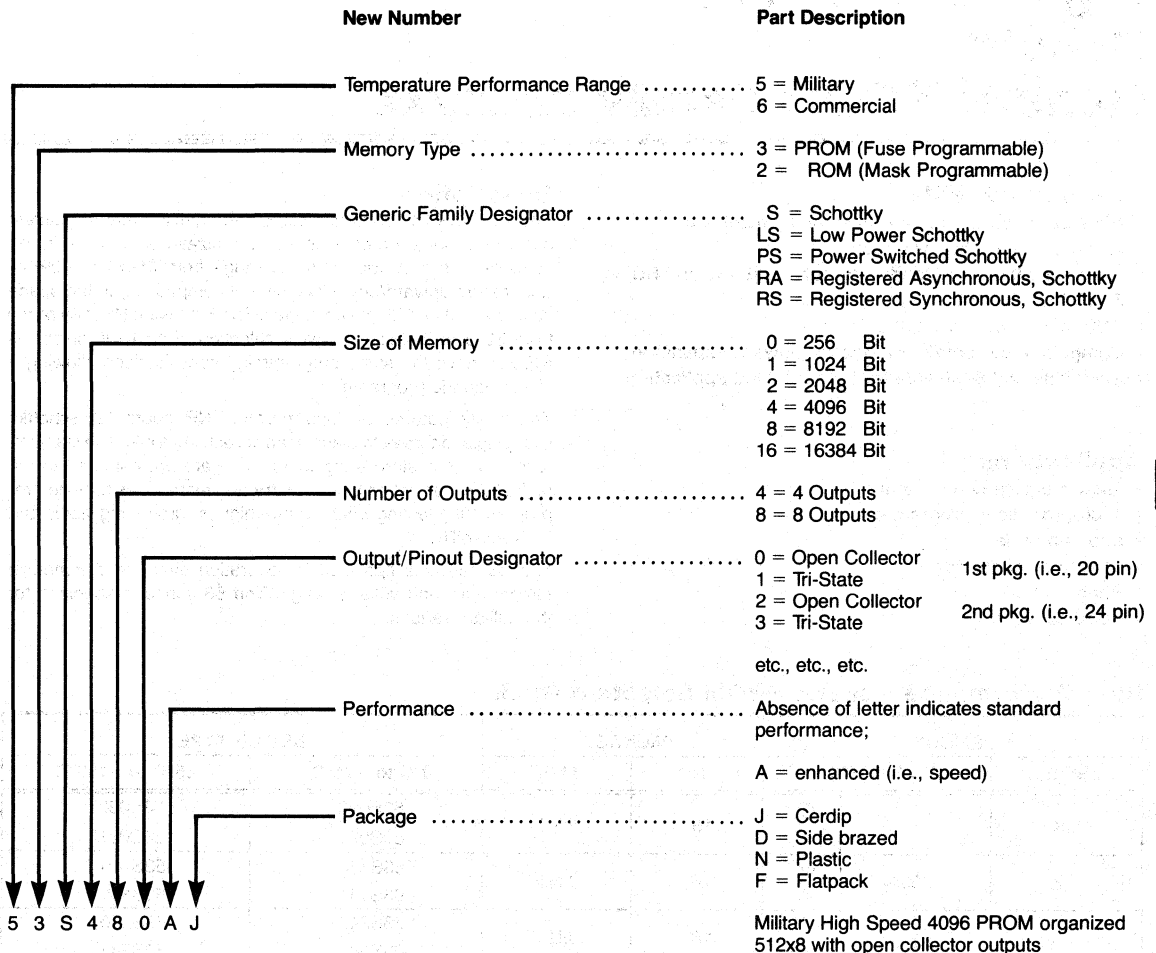 New Number Part Description
Temperature Performance Range ........... 5 = Military
6 = Commercial
Memory Type ............................ 3 = PROM (Fuse Programmable)
2 = ROM (Mask Programmable)
Generic Family Designator ................ S = Schottky
LS = Low Power Schottky
PS = Power Switched Schottky
RA = Registered Asynchronous, Schottky
RS = Registered Synchronous, Schottky
Size of Memory ......................... 0 = 256 Bit
1 = 1024 Bit
2 = 2048 Bit
4 = 4096 Bit
8 = 8192 Bit
16 = 16384 Bit
Number of Outputs ...................... 4 = 4 Outputs
8 = 8 Outputs
Output/Pinout Designator ................. 0 = Open Collector
1st pkg. (i.e., 20 pin)
1 = Tri-State
2 = Open Collector
2nd pkg. (i.e., 24 pin)
3 = Tri-State
etc., etc., etc.
Performance ............................ Absence of letter indicates standard
performance;
A = enhanced (i.e., speed)
Package ................................ J = Cerdip
D = Side brazed
N = Plastic
F = Flatpack
5 3 S 4 8 0 A J
Military High Speed 4096 PROM organized
512x8 with open collector outputs